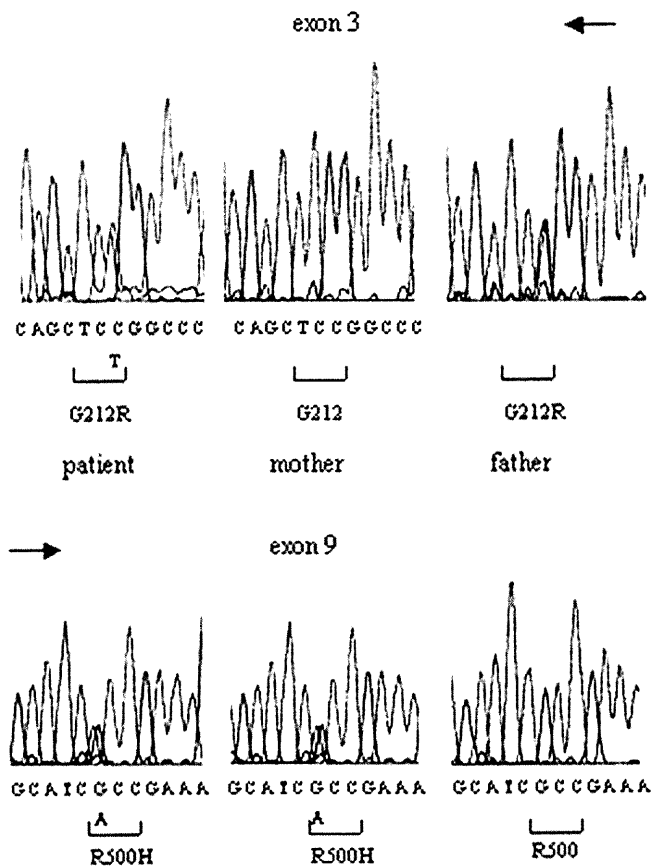 exon 3
CAGCTCCGGCCC CAGCTCCGGCCC
T
G212R G212 G212R
patient mother father
exon 9
GCATCGCCGAAA GCATCGCCGAAA GCATCGCCGAAA
A A
R500H R500H R500